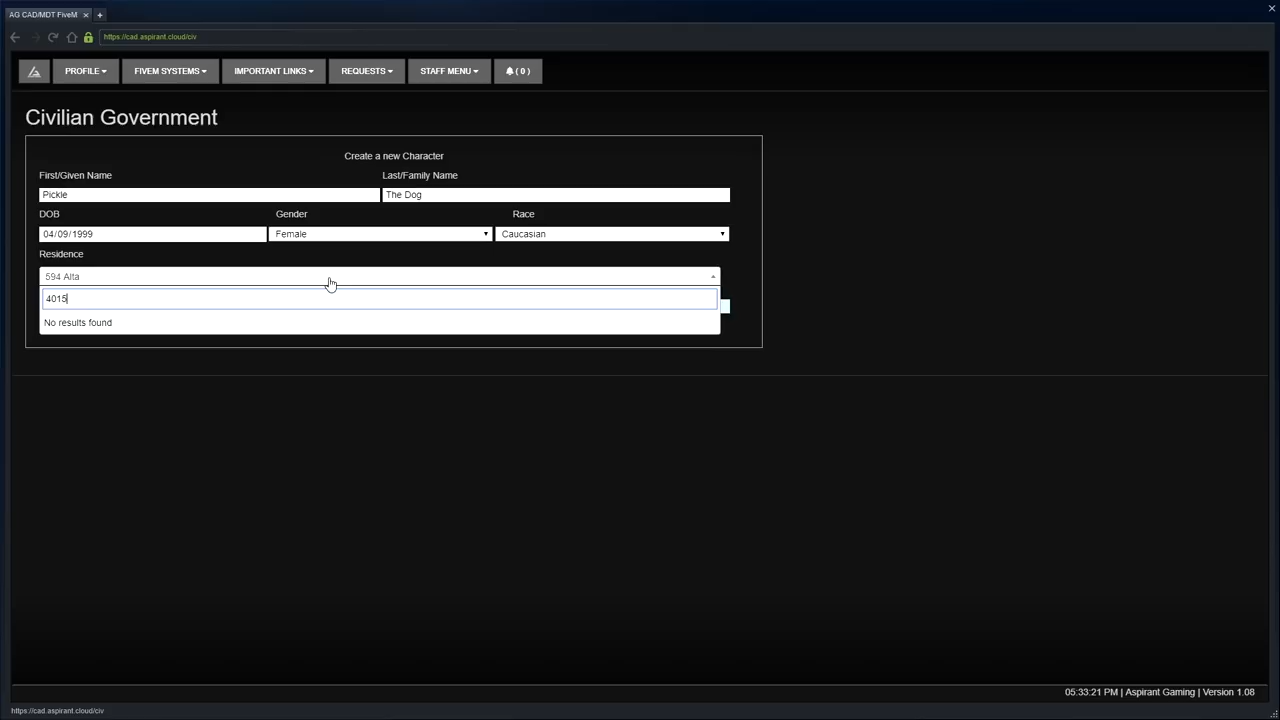 AG CAD/MDT FiveM
https://cad.aspirant.cloud/civ
PROFILE FIVEM SYSTEMS IMPORTANT LINKS REQUESTS STAFF MENU ( 0 )
Civilian Government
Create a new Character
First/Given Name Last/Family Name
Pickle The Dog
DOB Gender Race
04/09/1999 Female Caucasian
Residence
594 Alta
4015
No results found
05:33:21 PM | Aspirant Gaming | Version 1.08
https://cad.aspirant.cloud/civ